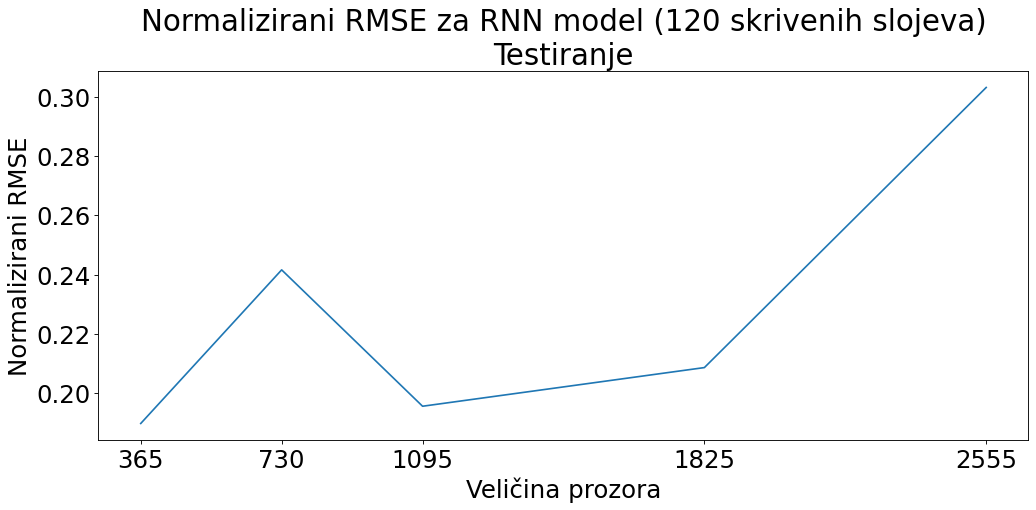 Normalizirani RMSE za RNN model (120 skrivenih slojeva)
Testiranje
Normalizirani RMSE
0.30
0.28
0.26
0.24
0.22
0.20
365 730 1095 1825 2555
Veličina prozora